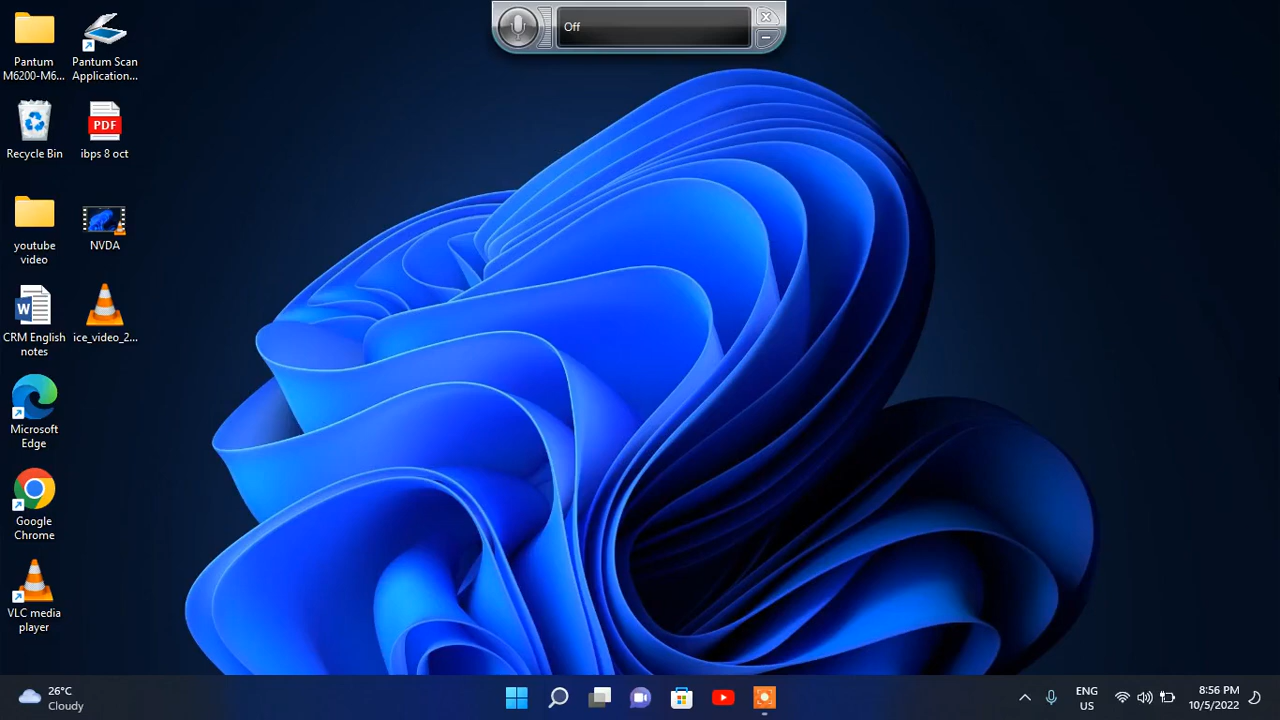 Off
Pantum
M6200-M6...
Pantum Scan
Application...
Recycle Bin
PDF
ibps 8 oct
youtube
video
NVDA
W
CRM English
notes
ice_video_2...
Microsoft
Edge
Google
Chrome
VLC media
player
26°C
Cloudy
ENG
US
8:56 PM
10/5/2022